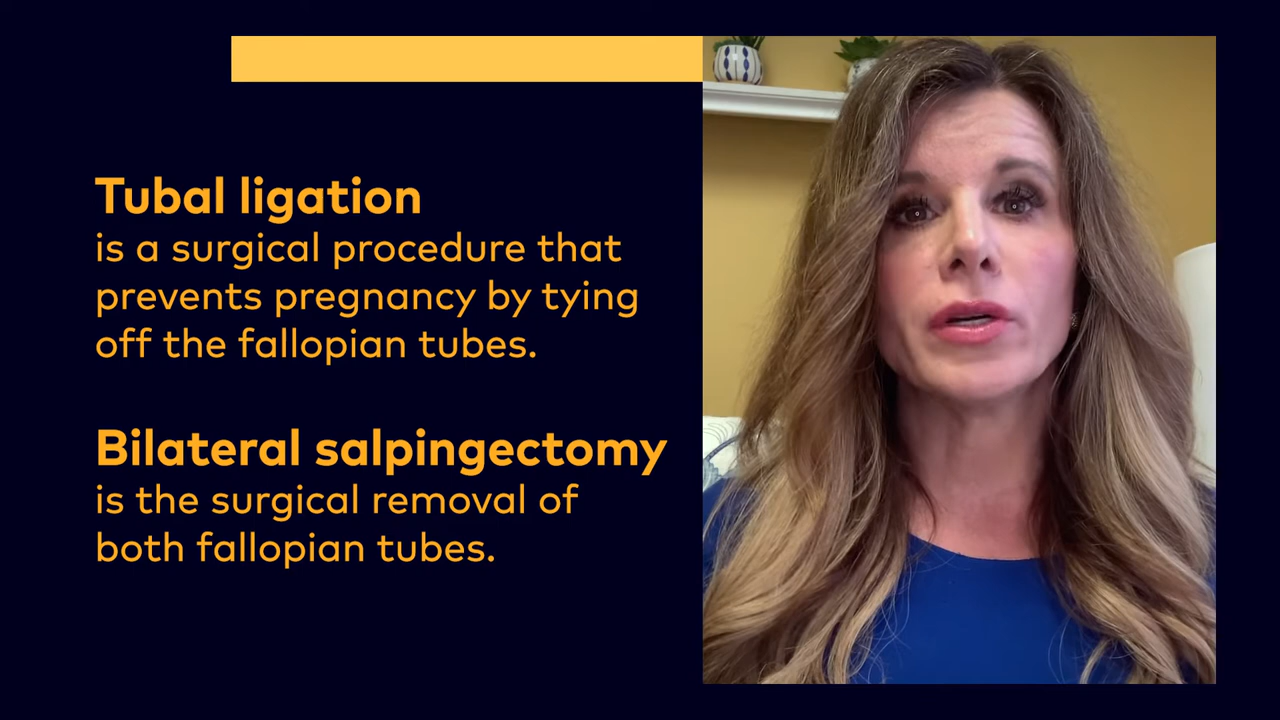 Tubal ligation
is a surgical procedure that
prevents pregnancy by tying
off the fallopian tubes.
Bilateral salpingectomy
is the surgical removal of
both fallopian tubes.